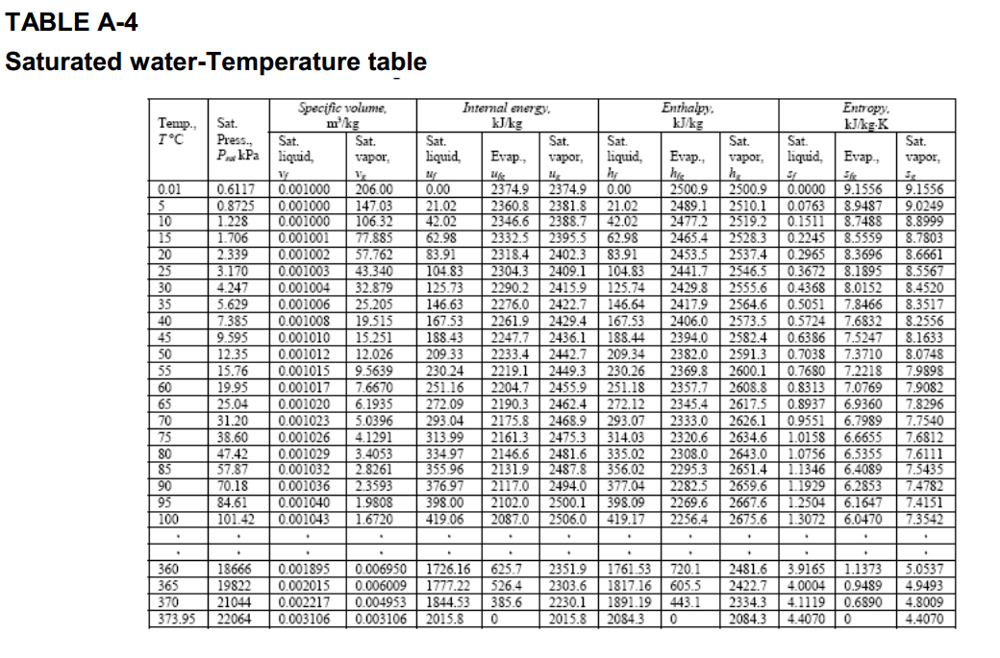 TABLE A-4
Saturated water-Temperature table
Specific volume, Internal energy, Enthalpy, Entropy,
Temp., Sat. m³/kg kJ/kg kJ/kg kJ/kg·K
T°C Press., Sat. Sat. Sat. Sat. Sat. Sat. Sat. Sat.
Psat kPa liquid, vapor, liquid, Evap., vapor, liquid, Evap., vapor, liquid, Evap., vapor,
vf vg uf ufg ug hf hfg hg sf sfg sg
0.01 0.6117 0.001000 206.00 0.00 2374.9 2374.9 0.00 2500.9 2500.9 0.0000 9.1556 9.1556
5 0.8725 0.001000 147.03 21.02 2360.8 2381.8 21.02 2489.1 2510.1 0.0763 8.9487 9.0249
10 1.228 0.001000 106.32 42.02 2346.6 2388.7 42.02 2477.2 2519.2 0.1511 8.7488 8.8999
15 1.706 0.001001 77.885 62.98 2332.5 2395.5 62.98 2465.4 2528.3 0.2245 8.5559 8.7803
20 2.339 0.001002 57.762 83.91 2318.4 2402.3 83.91 2453.5 2537.4 0.2965 8.3696 8.6661
25 3.170 0.001003 43.340 104.83 2304.3 2409.1 104.83 2441.7 2546.5 0.3672 8.1895 8.5567
30 4.247 0.001004 32.879 125.73 2290.2 2415.9 125.74 2429.8 2555.6 0.4368 8.0152 8.4520
35 5.629 0.001006 25.205 146.63 2276.0 2422.7 146.64 2417.9 2564.6 0.5051 7.8466 8.3517
40 7.385 0.001008 19.515 167.53 2261.9 2429.4 167.53 2406.0 2573.5 0.5724 7.6832 8.2556
45 9.595 0.001010 15.251 188.43 2247.7 2436.1 188.44 2394.0 2582.4 0.6386 7.5247 8.1633
50 12.35 0.001012 12.026 209.33 2233.4 2442.7 209.34 2382.0 2591.3 0.7038 7.3710 8.0748
55 15.76 0.001015 9.5639 230.24 2219.1 2449.3 230.26 2369.8 2600.1 0.7680 7.2218 7.9898
60 19.95 0.001017 7.6670 251.16 2204.7 2455.9 251.18 2357.7 2608.8 0.8313 7.0769 7.9082
65 25.04 0.001020 6.1935 272.09 2190.3 2462.4 272.12 2345.4 2617.5 0.8937 6.9360 7.8296
70 31.20 0.001023 5.0396 293.04 2175.8 2468.9 293.07 2333.0 2626.1 0.9551 6.7989 7.7540
75 38.60 0.001026 4.1291 313.99 2161.3 2475.3 314.03 2320.6 2634.6 1.0158 6.6655 7.6812
80 47.42 0.001029 3.4053 334.97 2146.6 2481.6 335.02 2308.0 2643.0 1.0756 6.5355 7.6111
85 57.87 0.001032 2.8261 355.96 2131.9 2487.8 356.02 2295.3 2651.4 1.1346 6.4089 7.5435
90 70.18 0.001036 2.3593 376.97 2117.0 2494.0 377.04 2282.5 2659.6 1.1929 6.2853 7.4782
95 84.61 0.001040 1.9808 398.00 2102.0 2500.1 398.09 2269.6 2667.6 1.2504 6.1647 7.4151
100 101.42 0.001043 1.6720 419.06 2087.0 2506.0 419.17 2256.4 2675.6 1.3072 6.0470 7.3542
360 18666 0.001895 0.006950 1726.16 625.7 2351.9 1761.53 720.1 2481.6 3.9165 1.1373 5.0537
365 19822 0.002015 0.006009 1777.22 526.4 2303.6 1817.16 605.5 2422.7 4.0004 0.9489 4.9493
370 21044 0.002217 0.004953 1844.53 385.6 2230.1 1891.19 443.1 2334.3 4.1119 0.6890 4.8009
373.95 22064 0.003106 0.003106 2015.8 0 2015.8 2084.3 0 2084.3 4.4070 0 4.4070